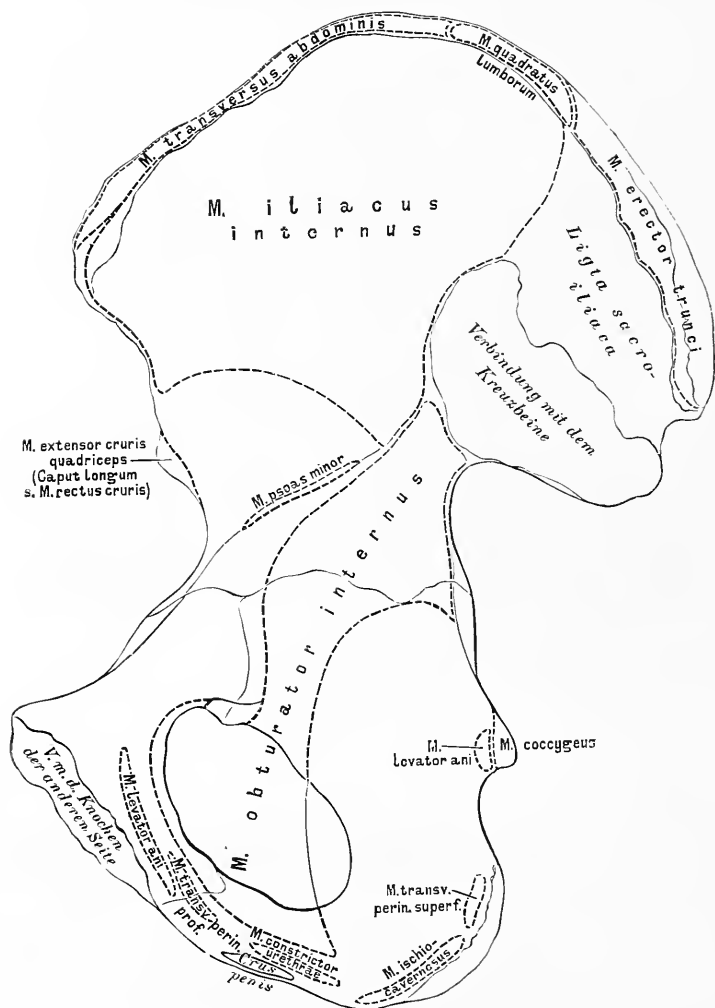 M. transversus abdominis
M. quadratus
lumborum
M. erector trunci
M. iliacus
internus
Ligta sacro-
iliaca
Verbindung mit dem
Kreuzbeine
M. extensor cruris
quadriceps
(Caput longum
s. M. rectus cruris)
M. psoas minor
M. obturator internus
M.
levator ani
M. coccygeus
V. m. d. Knochen
der anderen Seite
M. levator ani
M. transv. perin.
prof.
M. constrictor
urethrae
Crus
penis
M. transv.
perin. superf.
M. ischio-
cavernosus